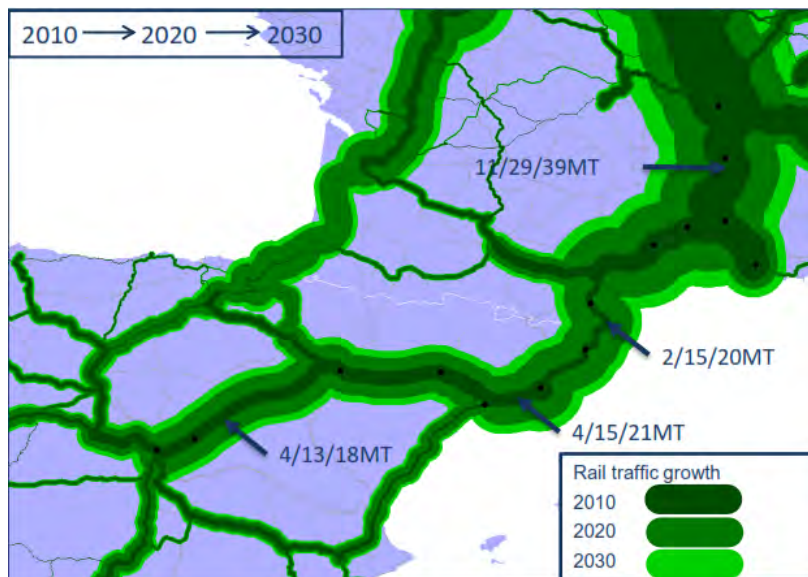 2010 → 2020 → 2030
11/29/39MT
2/15/20MT
4/15/21MT
4/13/18MT
Rail traffic growth
2010
2020
2030